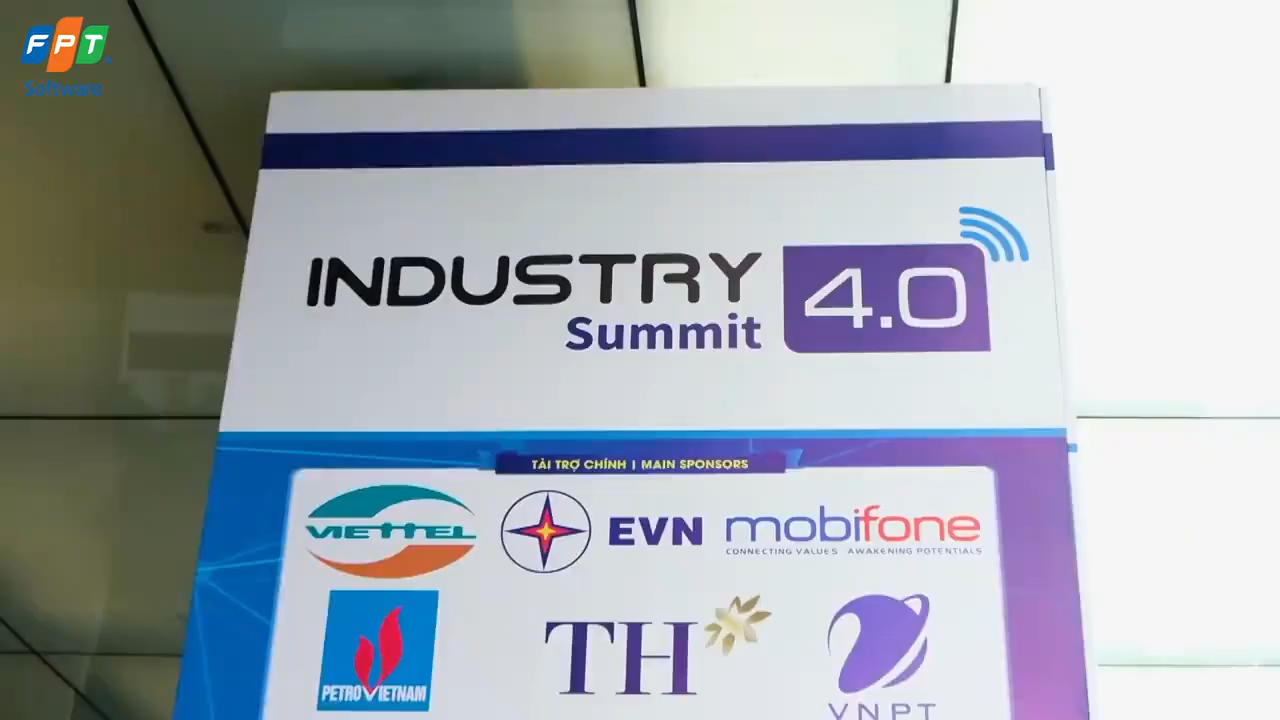 FPT
Software
INDUSTRY 4.0
Summit
TÀI TRỢ CHÍNH | MAIN SPONSORS
VIETTEL
EVN
mobifone
CONNECTING VALUES AWAKENING POTENTIALS
PETROVIETNAM
TH
VNPT